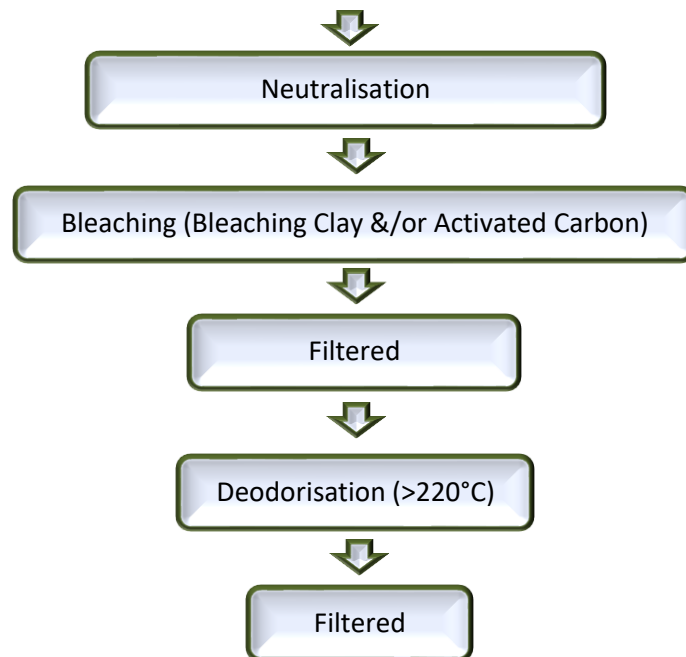 Neutralisation
Bleaching (Bleaching Clay &/or Activated Carbon)
Filtered
Deodorisation (>220°C)
Filtered